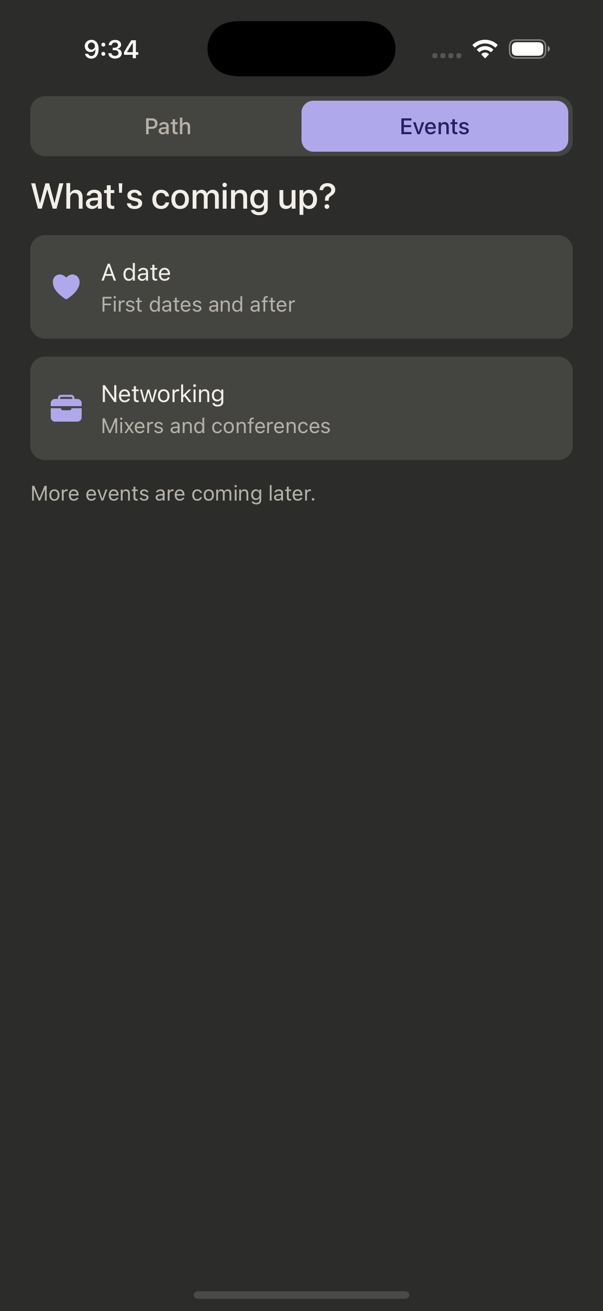 9:34
Path
Events
What's coming up?
A date
First dates and after
Networking
Mixers and conferences
More events are coming later.